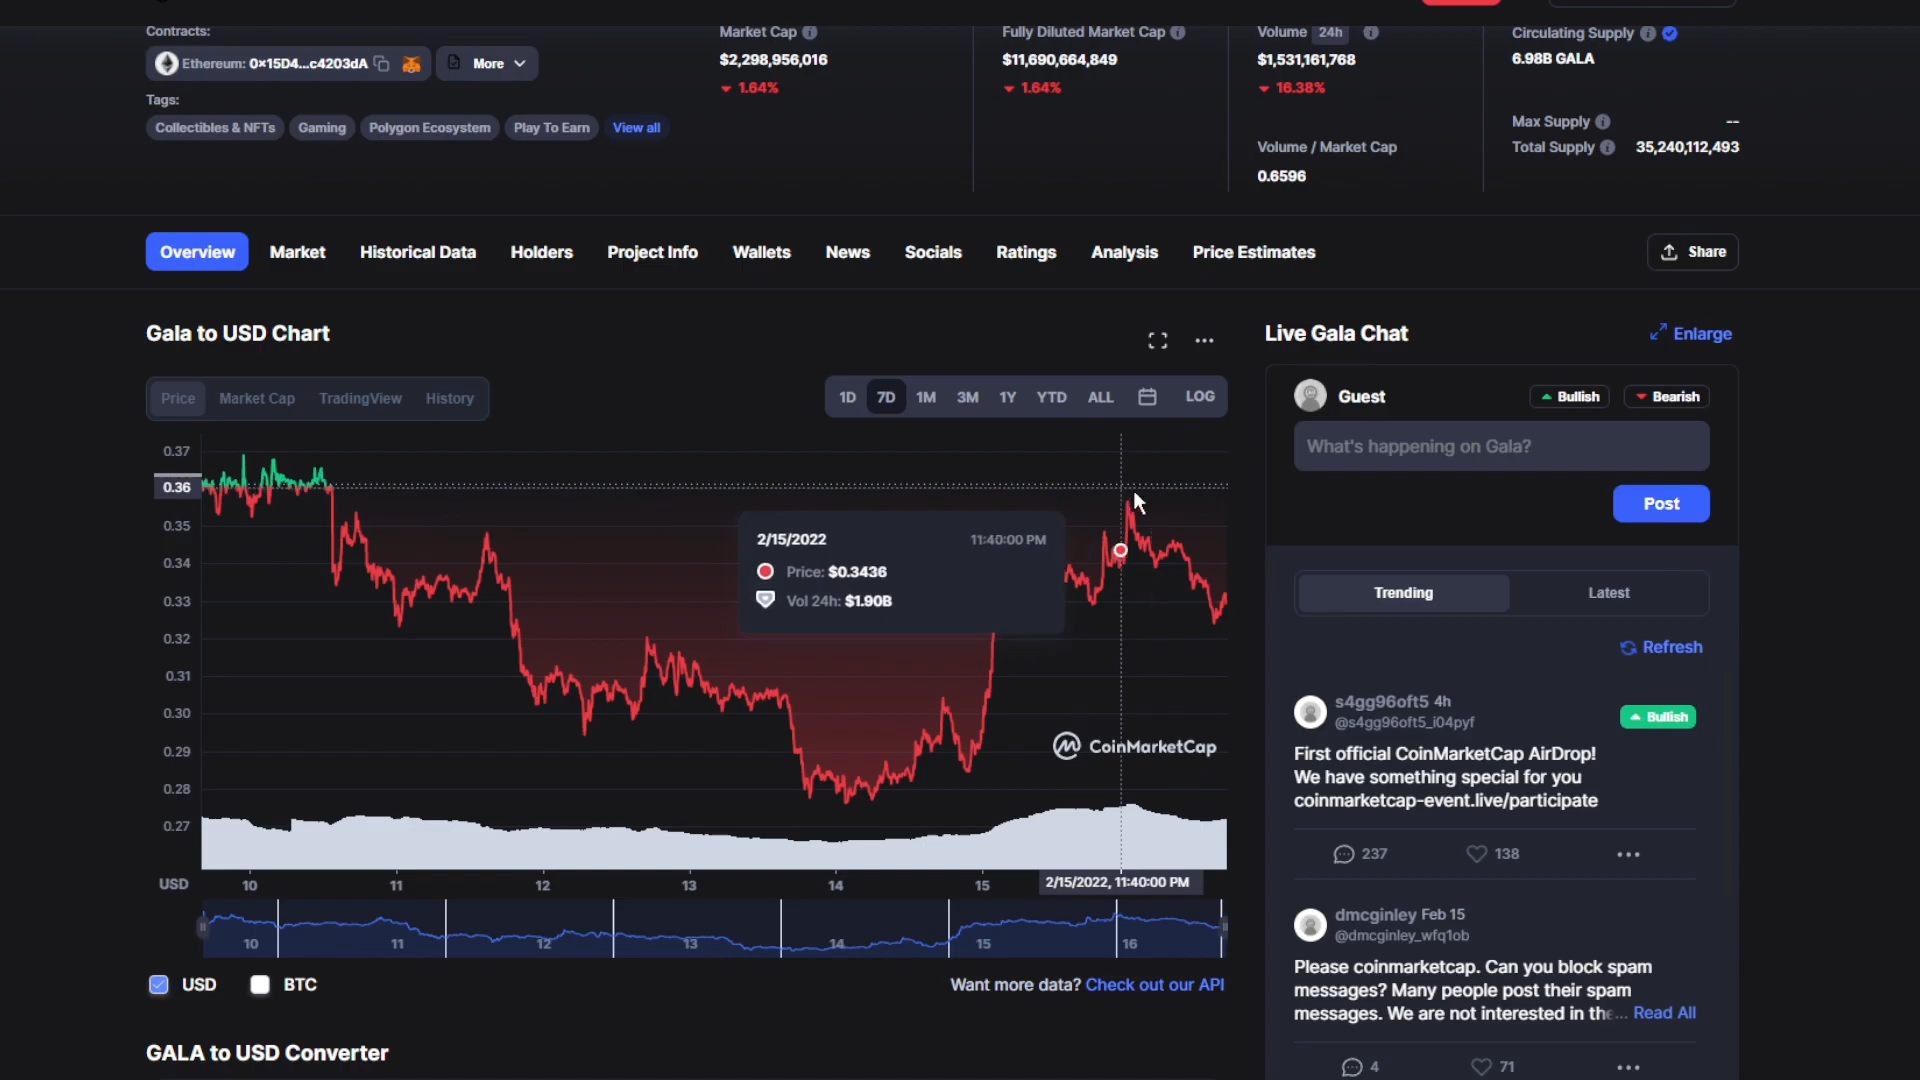 Contracts:
Ethereum: 0x15D4...c4203dA
More
Tags:
Collectibles & NFTs
Gaming
Polygon Ecosystem
Play To Earn
View all
Market Cap
$2,298,956,016
1.64%
Fully Diluted Market Cap
$11,690,664,849
1.64%
Volume 24h
$1,531,161,768
16.38%
Volume / Market Cap
0.6596
Circulating Supply
6.98B GALA
Max Supply --
Total Supply 35,240,112,493
Overview
Market
Historical Data
Holders
Project Info
Wallets
News
Socials
Ratings
Analysis
Price Estimates
Share
Gala to USD Chart
Price
Market Cap
TradingView
History
1D
7D
1M
3M
1Y
YTD
ALL
LOG
0.37
0.36
0.35
0.34
0.33
0.32
0.31
0.30
0.29
0.28
0.27
2/15/2022 11:40:00 PM
Price: $0.3436
Vol 24h: $1.90B
CoinMarketCap
USD
10
11
12
13
14
15
2/15/2022, 11:40:00 PM
10
11
12
13
14
15
16
USD
BTC
Want more data? Check out our API
GALA to USD Converter
Live Gala Chat
Enlarge
Guest
Bullish
Bearish
What's happening on Gala?
Post
Trending
Latest
Refresh
s4gg96oft5 4h
@s4gg96oft5_i04pyf
Bullish
First official CoinMarketCap AirDrop!
We have something special for you
coinmarketcap-event.live/participate
237
138
dmcginley Feb 15
@dmcginley_wfq1ob
Please coinmarketcap. Can you block spam
messages? Many people post their spam
messages. We are not interested in the... Read All
4
71